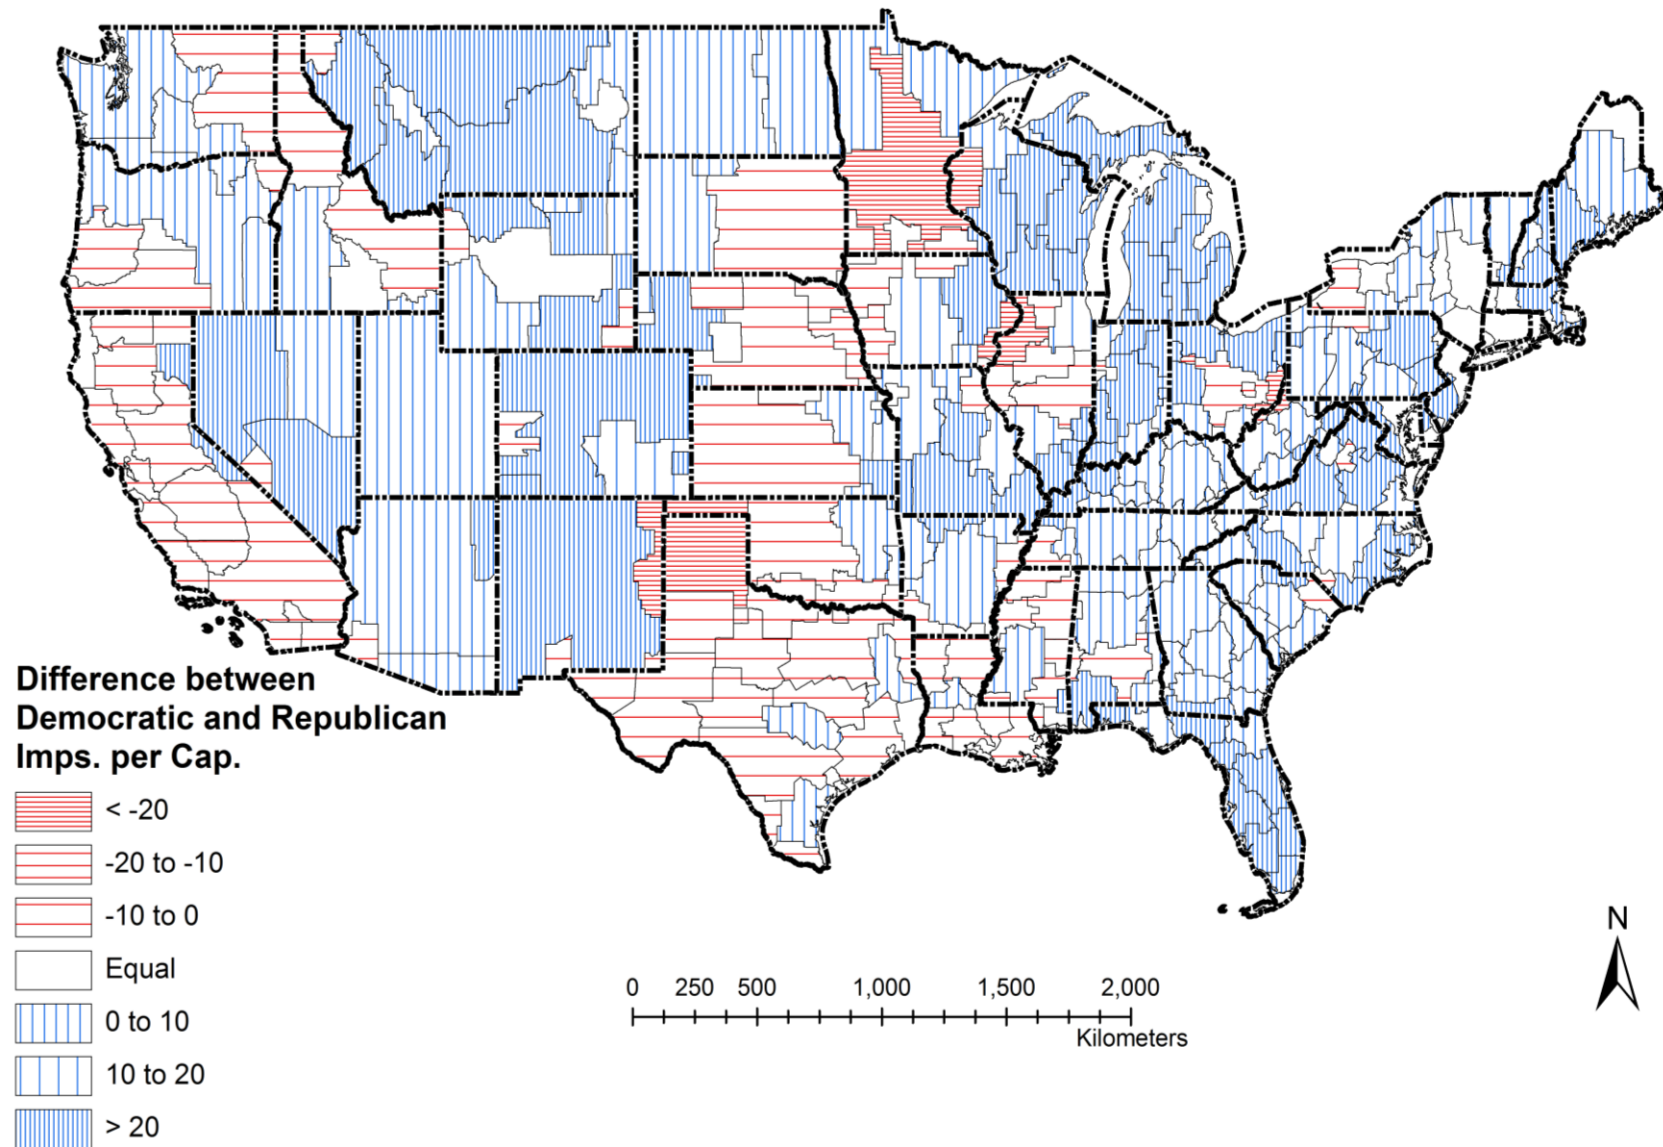 Difference between
Democratic and Republican
Imps. per Cap.
< -20
-20 to -10
-10 to 0
Equal
0 to 10
10 to 20
> 20
0 250 500 1,000 1,500 2,000
Kilometers
N